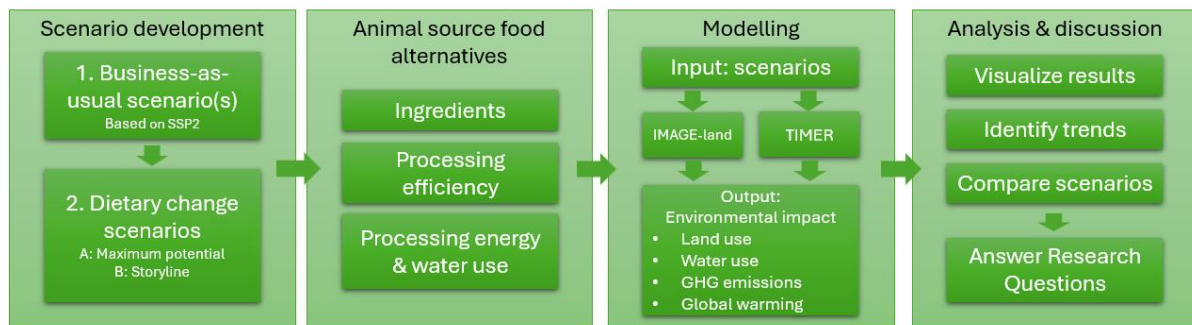 Scenario development
1. Business-as-
usual scenario(s)
Based on SSP2
2. Dietary change
scenarios
A: Maximum potential
B: Storyline
Animal source food
alternatives
Ingredients
Processing
efficiency
Processing energy
& water use
Modelling
Input: scenarios
IMAGE-land
TIMER
Output:
Environmental impact
• Land use
• Water use
• GHG emissions
• Global warming
Analysis & discussion
Visualize results
Identify trends
Compare scenarios
Answer Research
Questions